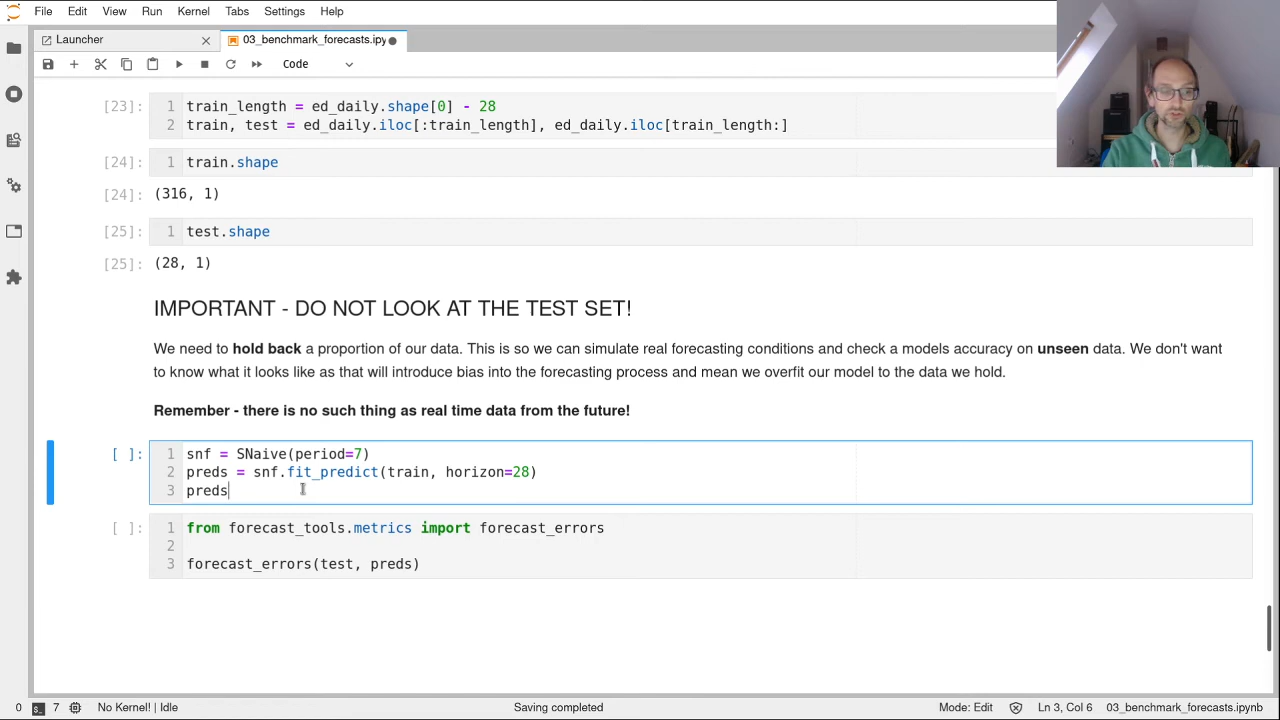 File Edit View Run Kernel Tabs Settings Help
Launcher
03_benchmark_forecasts.ipy
Code
[23]:
1 train_length = ed_daily.shape[0] - 28
2 train, test = ed_daily.iloc[:train_length], ed_daily.iloc[train_length:]
[24]:
1 train.shape
[24]: (316, 1)
[25]:
1 test.shape
[25]: (28, 1)
IMPORTANT - DO NOT LOOK AT THE TEST SET!
We need to hold back a proportion of our data. This is so we can simulate real forecasting conditions and check a models accuracy on unseen data. We don't want
to know what it looks like as that will introduce bias into the forecasting process and mean we overfit our model to the data we hold.
Remember - there is no such thing as real time data from the future!
[ ]:
1 snf = SNaive(period=7)
2 preds = snf.fit_predict(train, horizon=28)
3 preds
[ ]:
1 from forecast_tools.metrics import forecast_errors
2
3 forecast_errors(test, preds)
0 7 No Kernel! | Idle
Saving completed
Mode: Edit Ln 3, Col 6 03_benchmark_forecasts.ipynb